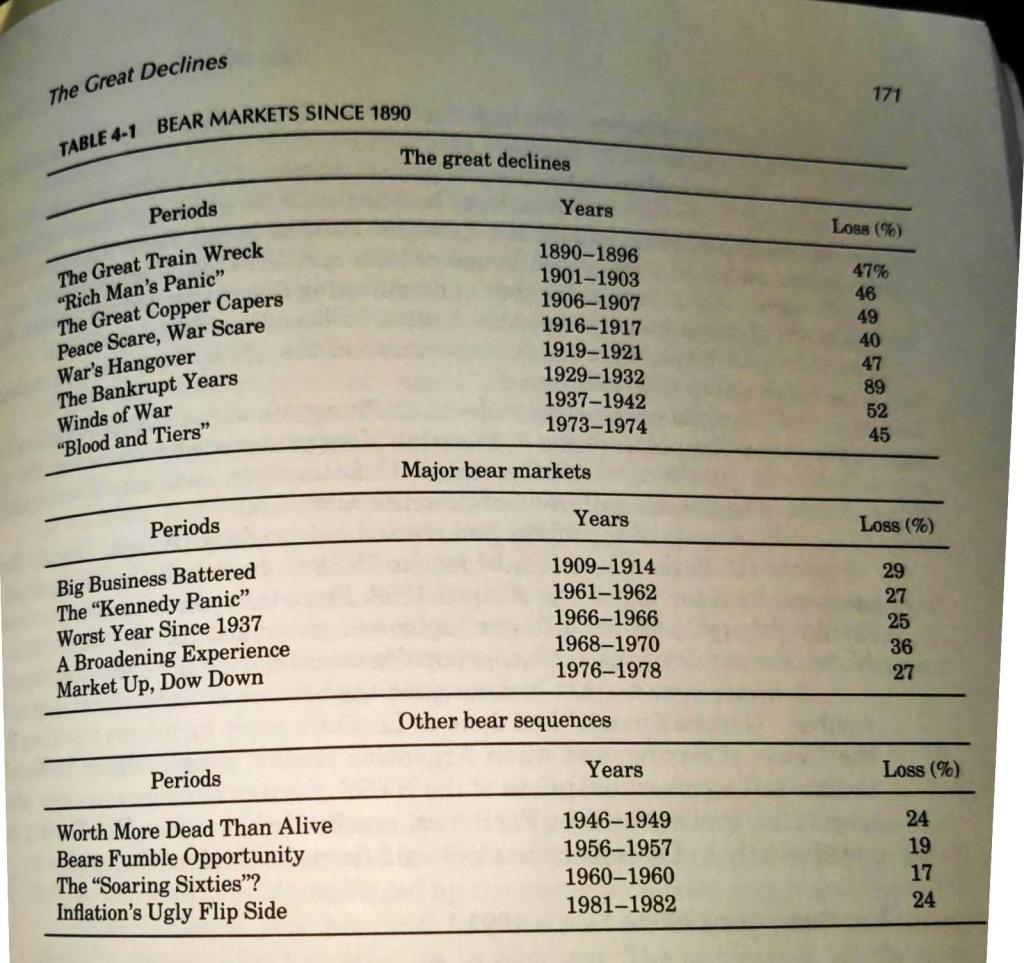 The Great Declines 171
TABLE 4-1 BEAR MARKETS SINCE 1890
The great declines
Periods Years Loss (%)
The Great Train Wreck 1890–1896 47%
“Rich Man's Panic” 1901–1903 46
The Great Copper Capers 1906–1907 49
Peace Scare, War Scare 1916–1917 40
War's Hangover 1919–1921 47
The Bankrupt Years 1929–1932 89
Winds of War 1937–1942 52
“Blood and Tiers” 1973–1974 45
Major bear markets
Periods Years Loss (%)
Big Business Battered 1909–1914 29
The “Kennedy Panic” 1961–1962 27
Worst Year Since 1937 1966–1966 25
A Broadening Experience 1968–1970 36
Market Up, Dow Down 1976–1978 27
Other bear sequences
Periods Years Loss (%)
Worth More Dead Than Alive 1946–1949 24
Bears Fumble Opportunity 1956–1957 19
The “Soaring Sixties”? 1960–1960 17
Inflation's Ugly Flip Side 1981–1982 24